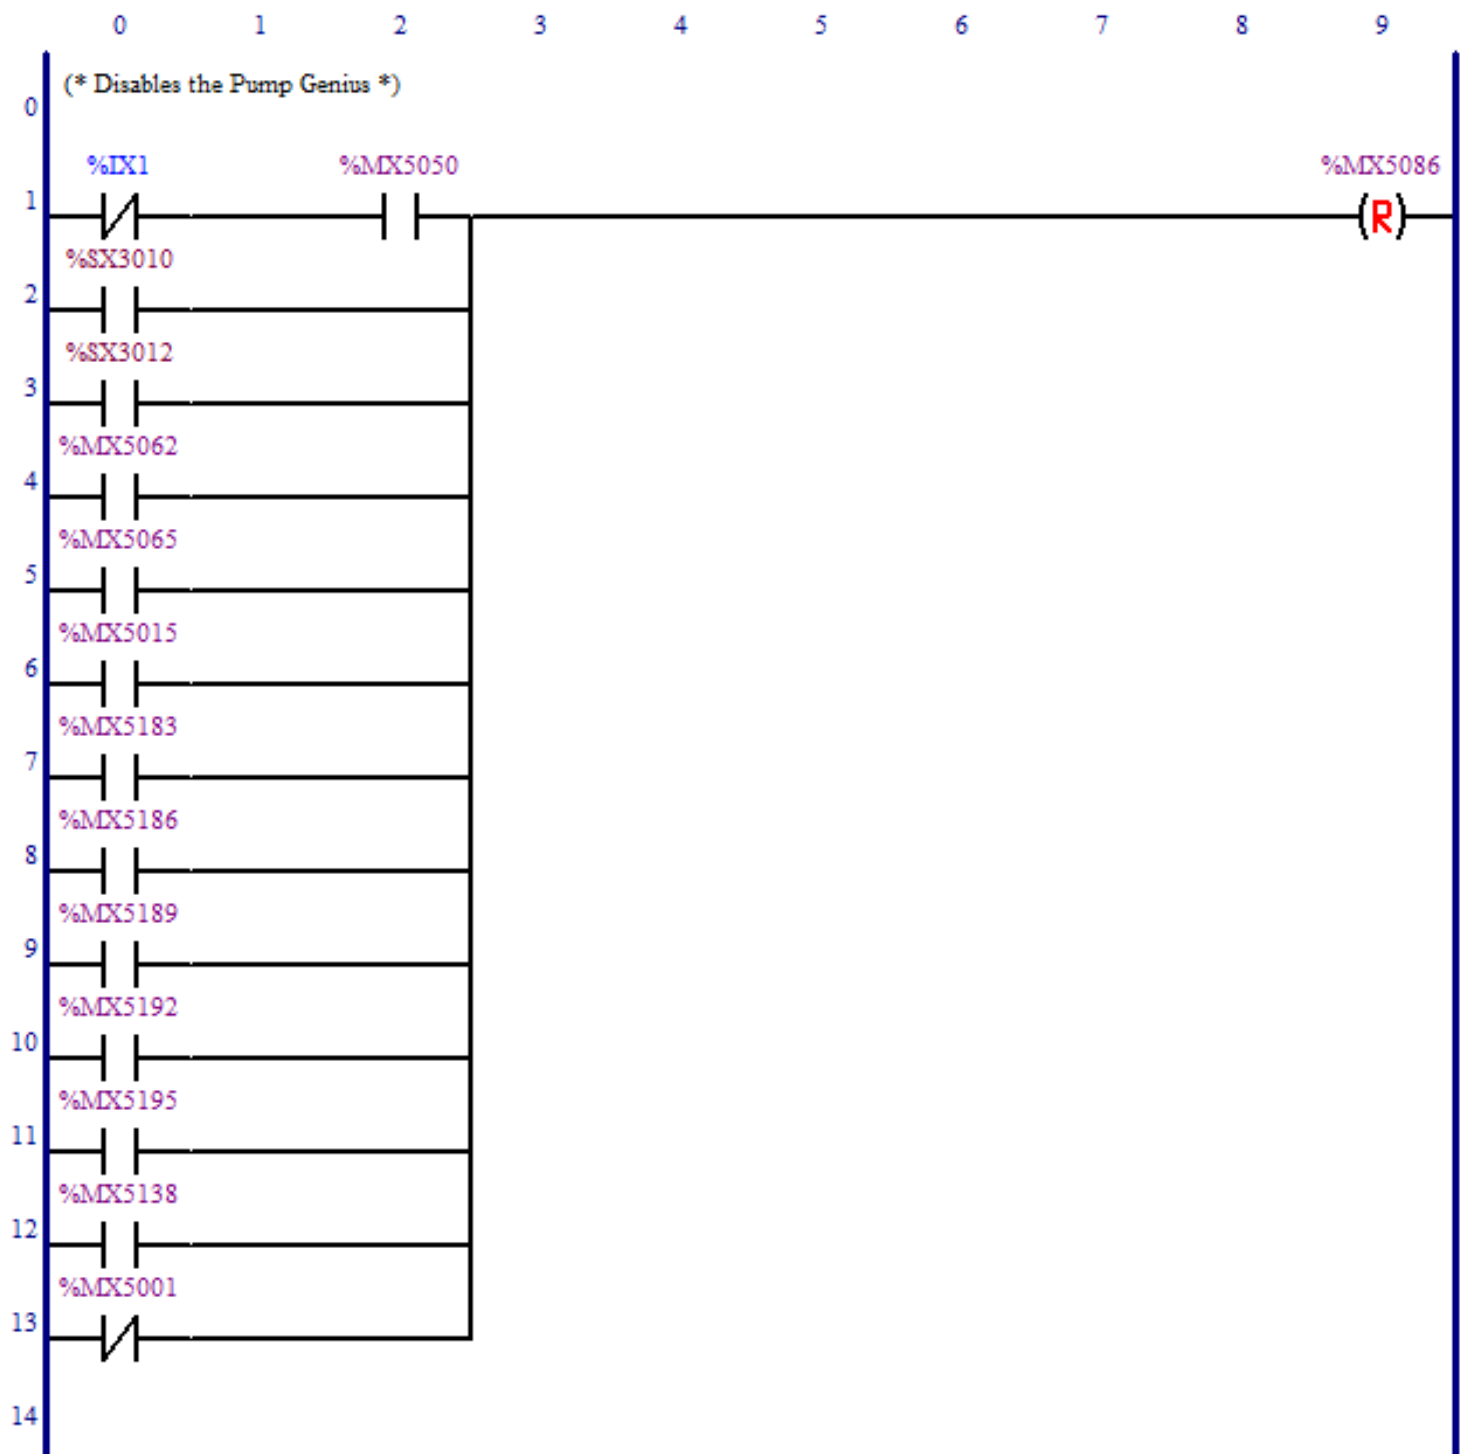 0 1 2 3 4 5 6 7 8 9
(* Disables the Pump Genius *)
0
%IX1 %MX5050 %MX5086
1 (R)
%SX3010
2
%SX3012
3
%MX5062
4
%MX5065
5
%MX5015
6
%MX5183
7
%MX5186
8
%MX5189
9
%MX5192
10
%MX5195
11
%MX5138
12
%MX5001
13
14